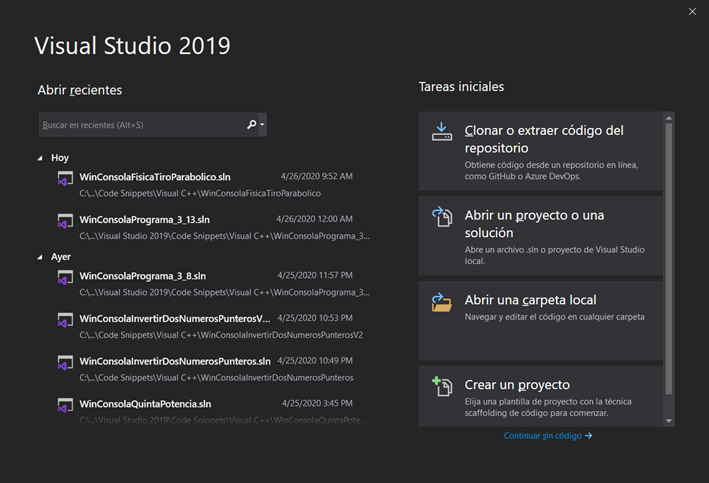 Visual Studio 2019
Abrir recientes
Buscar en recientes (Alt+S)
Hoy
WinConsolaFisicaTiroParabolico.sln 4/26/2020 9:52 AM
C:\...\Code Snippets\Visual C++\WinConsolaFisicaTiroParabolico
WinConsolaPrograma_3_13.sln 4/26/2020 12:00 AM
C:\...\Visual Studio 2019\Code Snippets\Visual C++\WinConsolaPrograma_3...
Ayer
WinConsolaPrograma_3_8.sln 4/25/2020 11:57 PM
C:\...\Visual Studio 2019\Code Snippets\Visual C++\WinConsolaPrograma_3...
WinConsolaInvertirDosNumerosPunterosV... 4/25/2020 10:53 PM
C:\...\Code Snippets\Visual C++\WinConsolaInvertirDosNumerosPunterosV2
WinConsolaInvertirDosNumerosPunteros.sln 4/25/2020 10:49 PM
C:\...\Code Snippets\Visual C++\WinConsolaInvertirDosNumerosPunteros
WinConsolaQuintaPotencia.sln 4/25/2020 3:45 PM
C:\...\Visual Studio 2019\Code Snippets\Visual C++\WinConsolaQuintaPote...
Tareas iniciales
Clonar o extraer código del
repositorio
Obtiene código desde un repositorio en línea,
como GitHub o Azure DevOps.
Abrir un proyecto o una
solución
Abre un archivo .sln o proyecto de Visual Studio
local.
Abrir una carpeta local
Navegar y editar el código en cualquier carpeta
Crear un proyecto
Elija una plantilla de proyecto con la técnica
scaffolding de código para comenzar.
Continuar sin código →